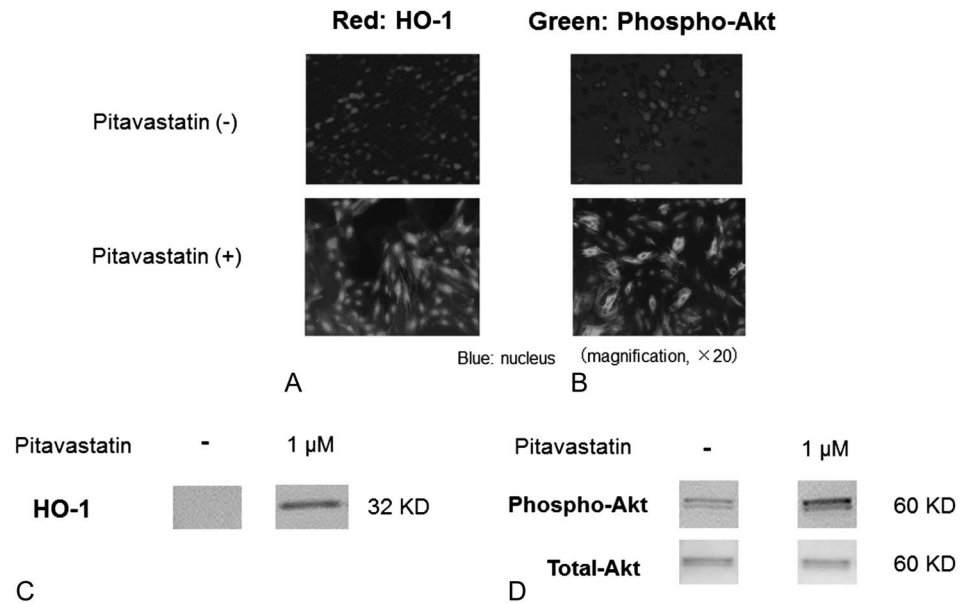 Red: HO-1
Green: Phospho-Akt
Pitavastatin (-)
Pitavastatin (+)
Blue: nucleus (magnification, ×20)
A
B
Pitavastatin - 1 µM
HO-1 32 KD
C
Pitavastatin - 1 µM
Phospho-Akt 60 KD
Total-Akt 60 KD
D